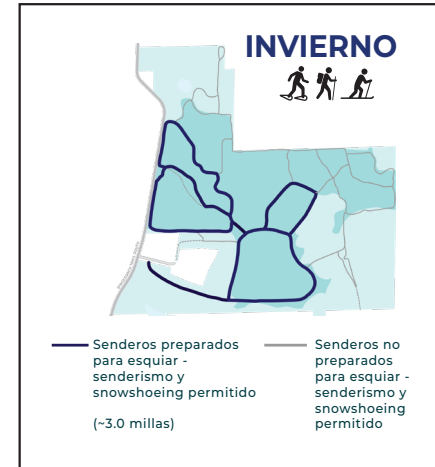 INVIERNO
Senderos preparados
para esquiar -
senderismo y
snowshoeing permitido
(~3.0 millas)
Senderos no
preparados
para esquiar -
senderismo y
snowshoeing
permitido